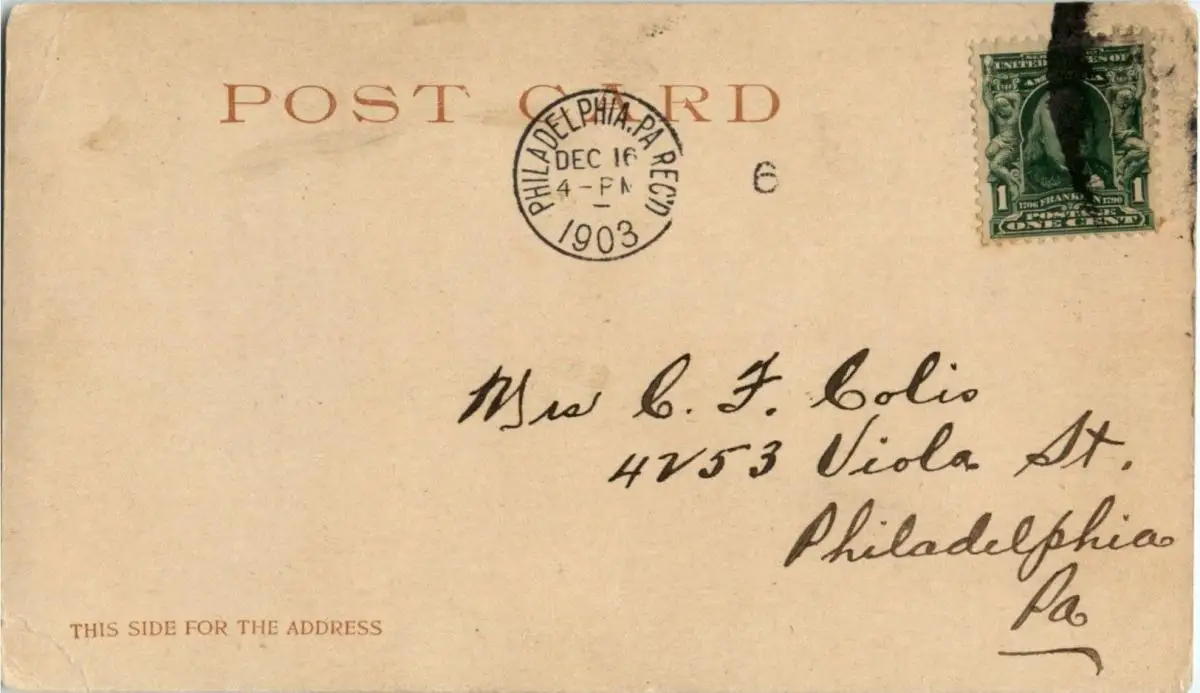 POST CARD
PHILADELPHIA, PA REC'D
DEC 16
4-PM
1903
6
UNITED STATES OF
AMERICA
1 1
1706 FRANKLIN 1790
POSTAGE
ONE CENT
Mrs C. F. Colis
4253 Viola St.
Philadelphia
Pa
THIS SIDE FOR THE ADDRESS